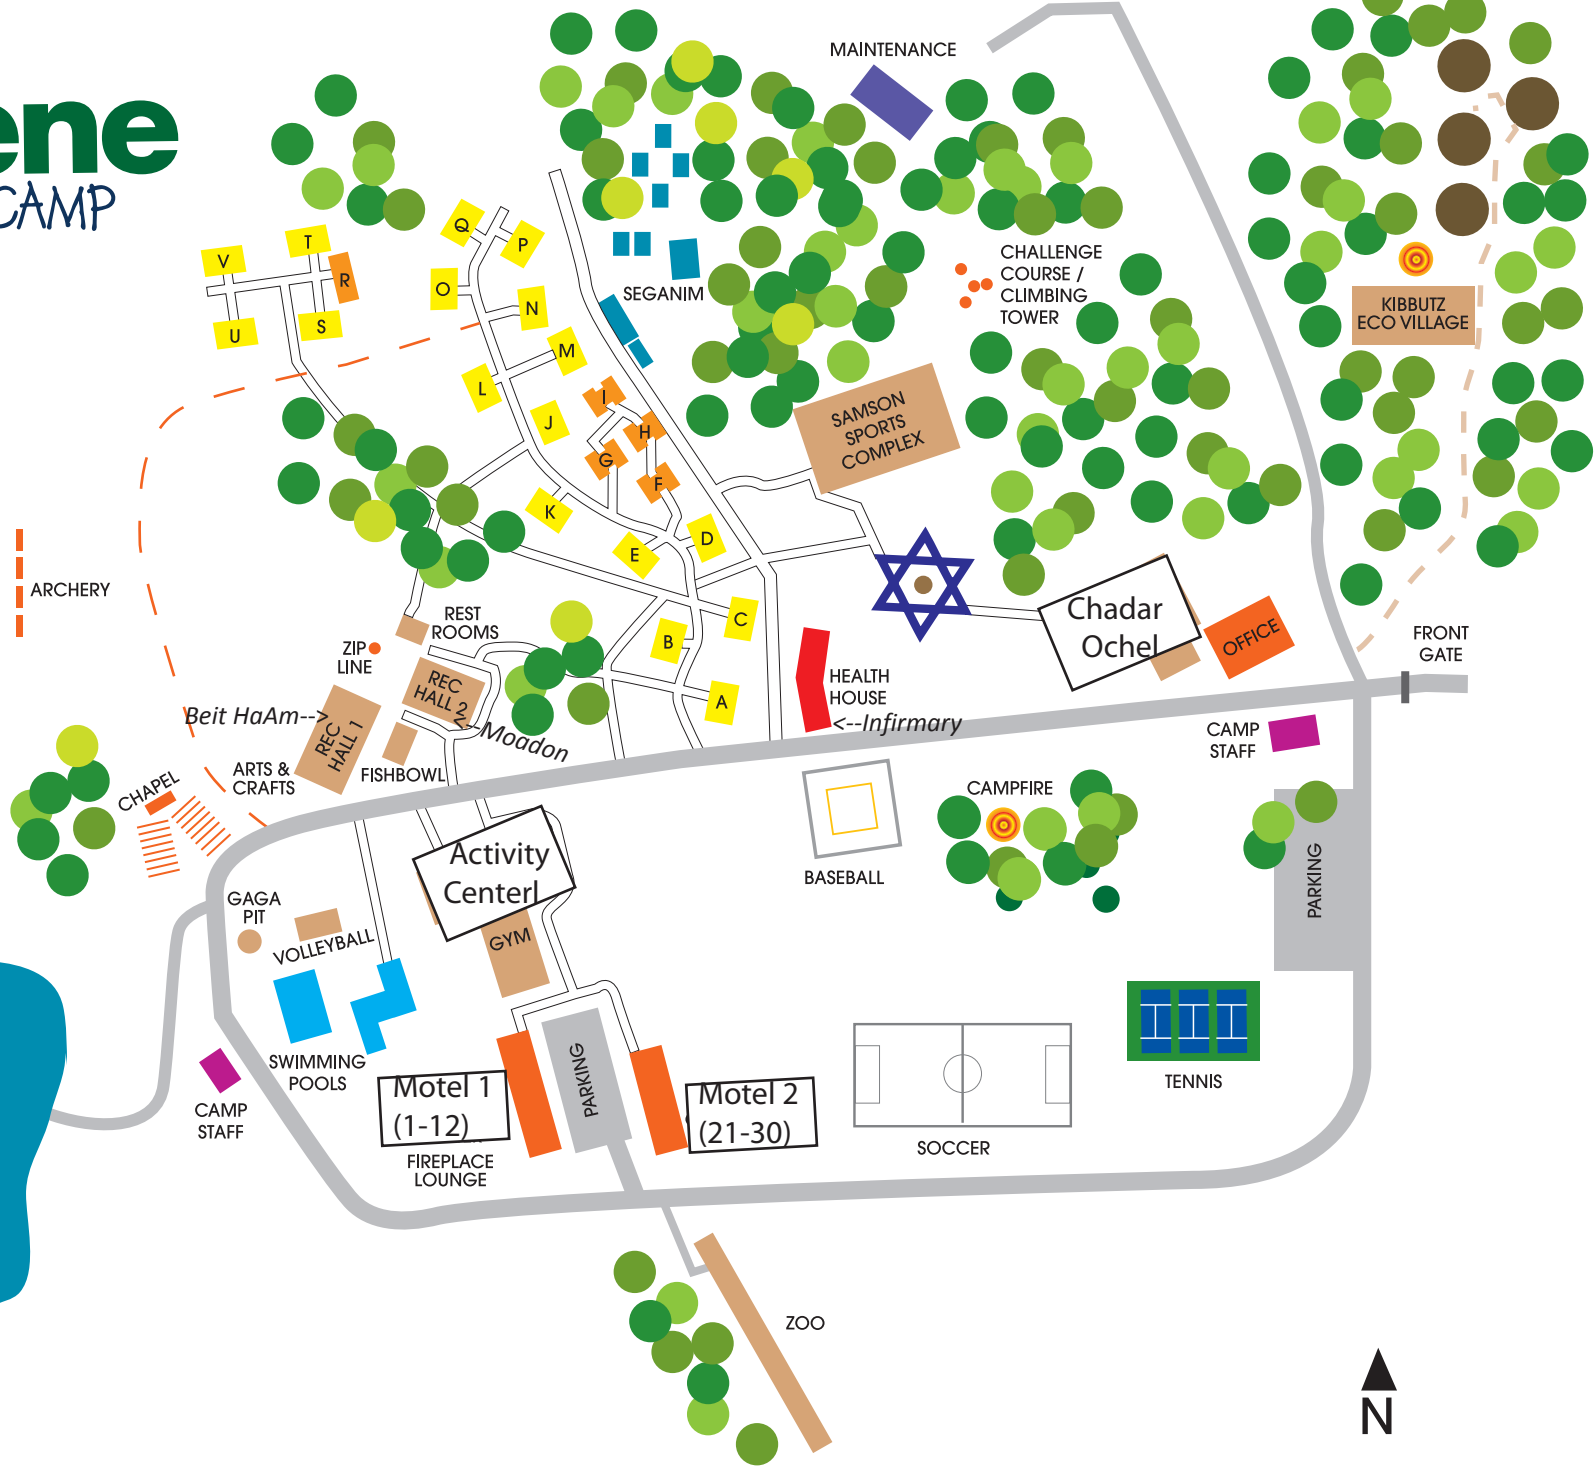 ene
CAMP
MAINTENANCE
CHALLENGE
COURSE /
CLIMBING
TOWER
SEGANIM
KIBBUTZ
ECO VILLAGE
SAMSON
SPORTS
COMPLEX
V
T
R
U
S
Q
P
O
N
M
L
J
I
H
G
F
K
E
D
C
B
A
ARCHERY
REST
ROOMS
ZIP
LINE
REC
HALL 2
Beit HaAm-->
REC
HALL 1
<--Moadon
FISHBOWL
ARTS &
CRAFTS
CHAPEL
HEALTH
HOUSE
<--Infirmary
Chadar
Ochel
OFFICE
FRONT
GATE
CAMP
STAFF
CAMPFIRE
BASEBALL
PARKING
Activity
Centerl
GYM
GAGA
PIT
VOLLEYBALL
SWIMMING
POOLS
CAMP
STAFF
Motel 1
(1-12)
FIREPLACE
LOUNGE
PARKING
Motel 2
(21-30)
SOCCER
TENNIS
ZOO
N